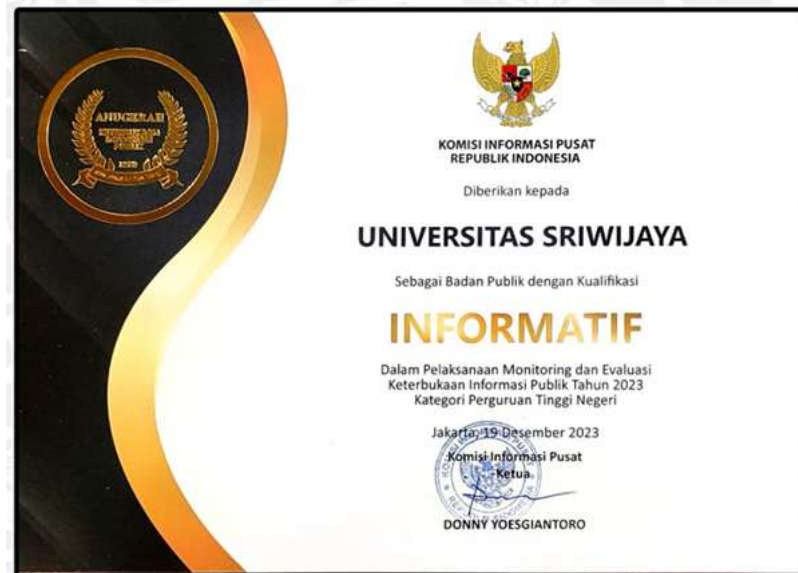 ANUGERAH
KOMISI INFORMASI PUSAT
REPUBLIK INDONESIA
Diberikan kepada
UNIVERSITAS SRIWIJAYA
Sebagai Badan Publik dengan Kualifikasi
INFORMATIF
Dalam Pelaksanaan Monitoring dan Evaluasi
Keterbukaan Informasi Publik Tahun 2023
Kategori Perguruan Tinggi Negeri
Jakarta, 19 Desember 2023
Komisi Informasi Pusat
Ketua
DONNY YOESGIANTORO